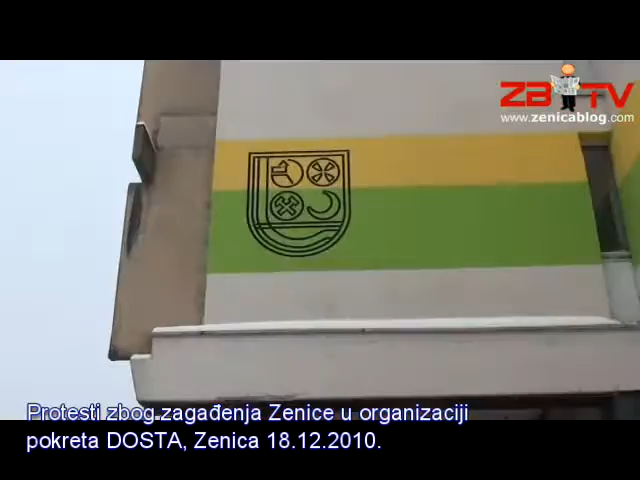 ZB TV
www.zenicablog.com
Protesti zbog zagađenja Zenice u organizaciji
pokreta DOSTA, Zenica 18.12.2010.